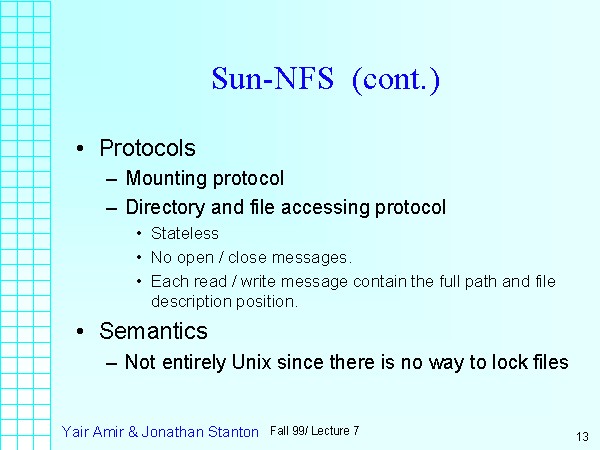 Sun-NFS (cont.)
• Protocols
– Mounting protocol
– Directory and file accessing protocol
• Stateless
• No open / close messages.
• Each read / write message contain the full path and file
description position.
• Semantics
– Not entirely Unix since there is no way to lock files
Yair Amir & Jonathan Stanton Fall 99/ Lecture 7
13